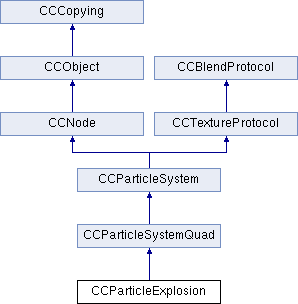 CCCopying
CCObject
CCBlendProtocol
CCNode
CCTextureProtocol
CCParticleSystem
CCParticleSystemQuad
CCParticleExplosion